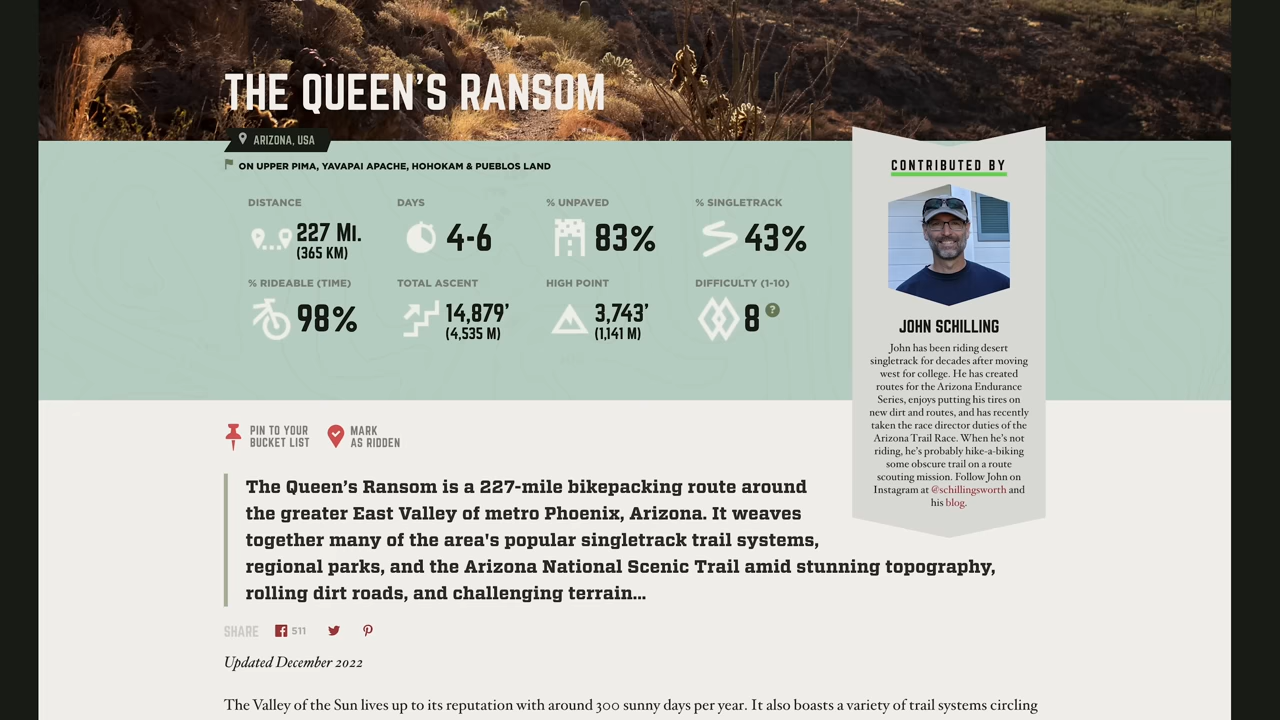 THE QUEEN'S RANSOM
ARIZONA, USA
ON UPPER PIMA, YAVAPAI APACHE, HOHOKAM & PUEBLOS LAND
DISTANCE
227 MI.
(365 KM)
DAYS
4-6
% UNPAVED
83%
% SINGLETRACK
43%
% RIDEABLE (TIME)
98%
TOTAL ASCENT
14,879'
(4,535 M)
HIGH POINT
3,743'
(1,141 M)
DIFFICULTY (1-10)
8 ?
CONTRIBUTED BY
JOHN SCHILLING
John has been riding desert
singletrack for decades after moving
west for college. He has created
routes for the Arizona Endurance
Series, enjoys putting his tires on
new dirt and routes, and has recently
taken the race director duties of the
Arizona Trail Race. When he's not
riding, he's probably hike-a-biking
some obscure trail on a route
scouting mission. Follow John on
Instagram at @schillingsworth and
his blog.
PIN TO YOUR
BUCKET LIST
MARK
AS RIDDEN
The Queen's Ransom is a 227-mile bikepacking route around
the greater East Valley of metro Phoenix, Arizona. It weaves
together many of the area's popular singletrack trail systems,
regional parks, and the Arizona National Scenic Trail amid stunning topography,
rolling dirt roads, and challenging terrain...
SHARE 511
Updated December 2022
The Valley of the Sun lives up to its reputation with around 300 sunny days per year. It also boasts a variety of trail systems circling